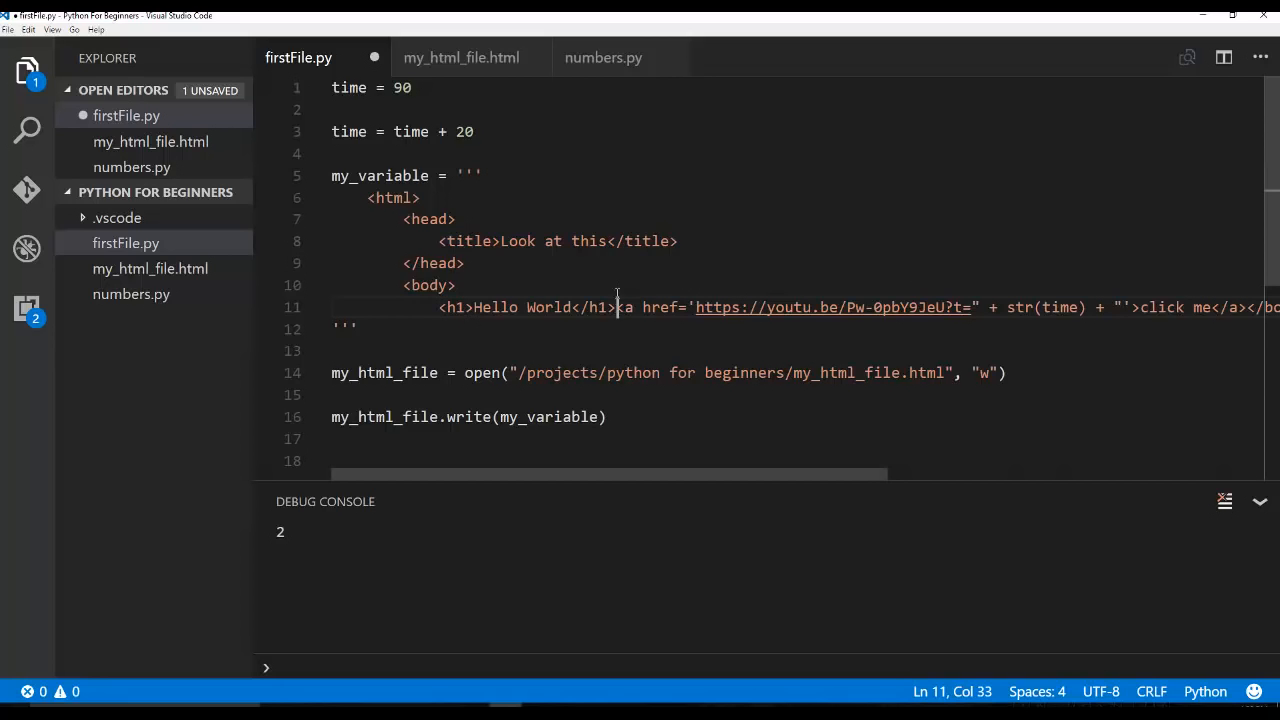 firstFile.py - Python For Beginners - Visual Studio Code
File Edit View Go Help
EXPLORER
OPEN EDITORS 1 UNSAVED
firstFile.py
my_html_file.html
numbers.py
PYTHON FOR BEGINNERS
.vscode
firstFile.py
my_html_file.html
numbers.py
1
2
firstFile.py my_html_file.html numbers.py
1 time = 90
2
3 time = time + 20
4
5 my_variable = '''
6 <html>
7 <head>
8 <title>Look at this</title>
9 </head>
10 <body>
11 <h1>Hello World</h1><a href='https://youtu.be/Pw-0pbY9JeU?t=" + str(time) + "'>click me</a></bo
12 '''
13
14 my_html_file = open("/projects/python for beginners/my_html_file.html", "w")
15
16 my_html_file.write(my_variable)
17
18
DEBUG CONSOLE
2
0 0 Ln 11, Col 33 Spaces: 4 UTF-8 CRLF Python